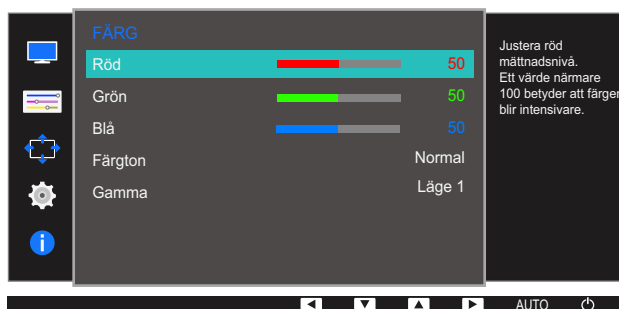 FÄRG
Röd 50
Grön 50
Blå 50
Färgton Normal
Gamma Läge 1
Justera röd
mättnadsnivå.
Ett värde närmare
100 betyder att färgen
blir intensivare.
AUTO